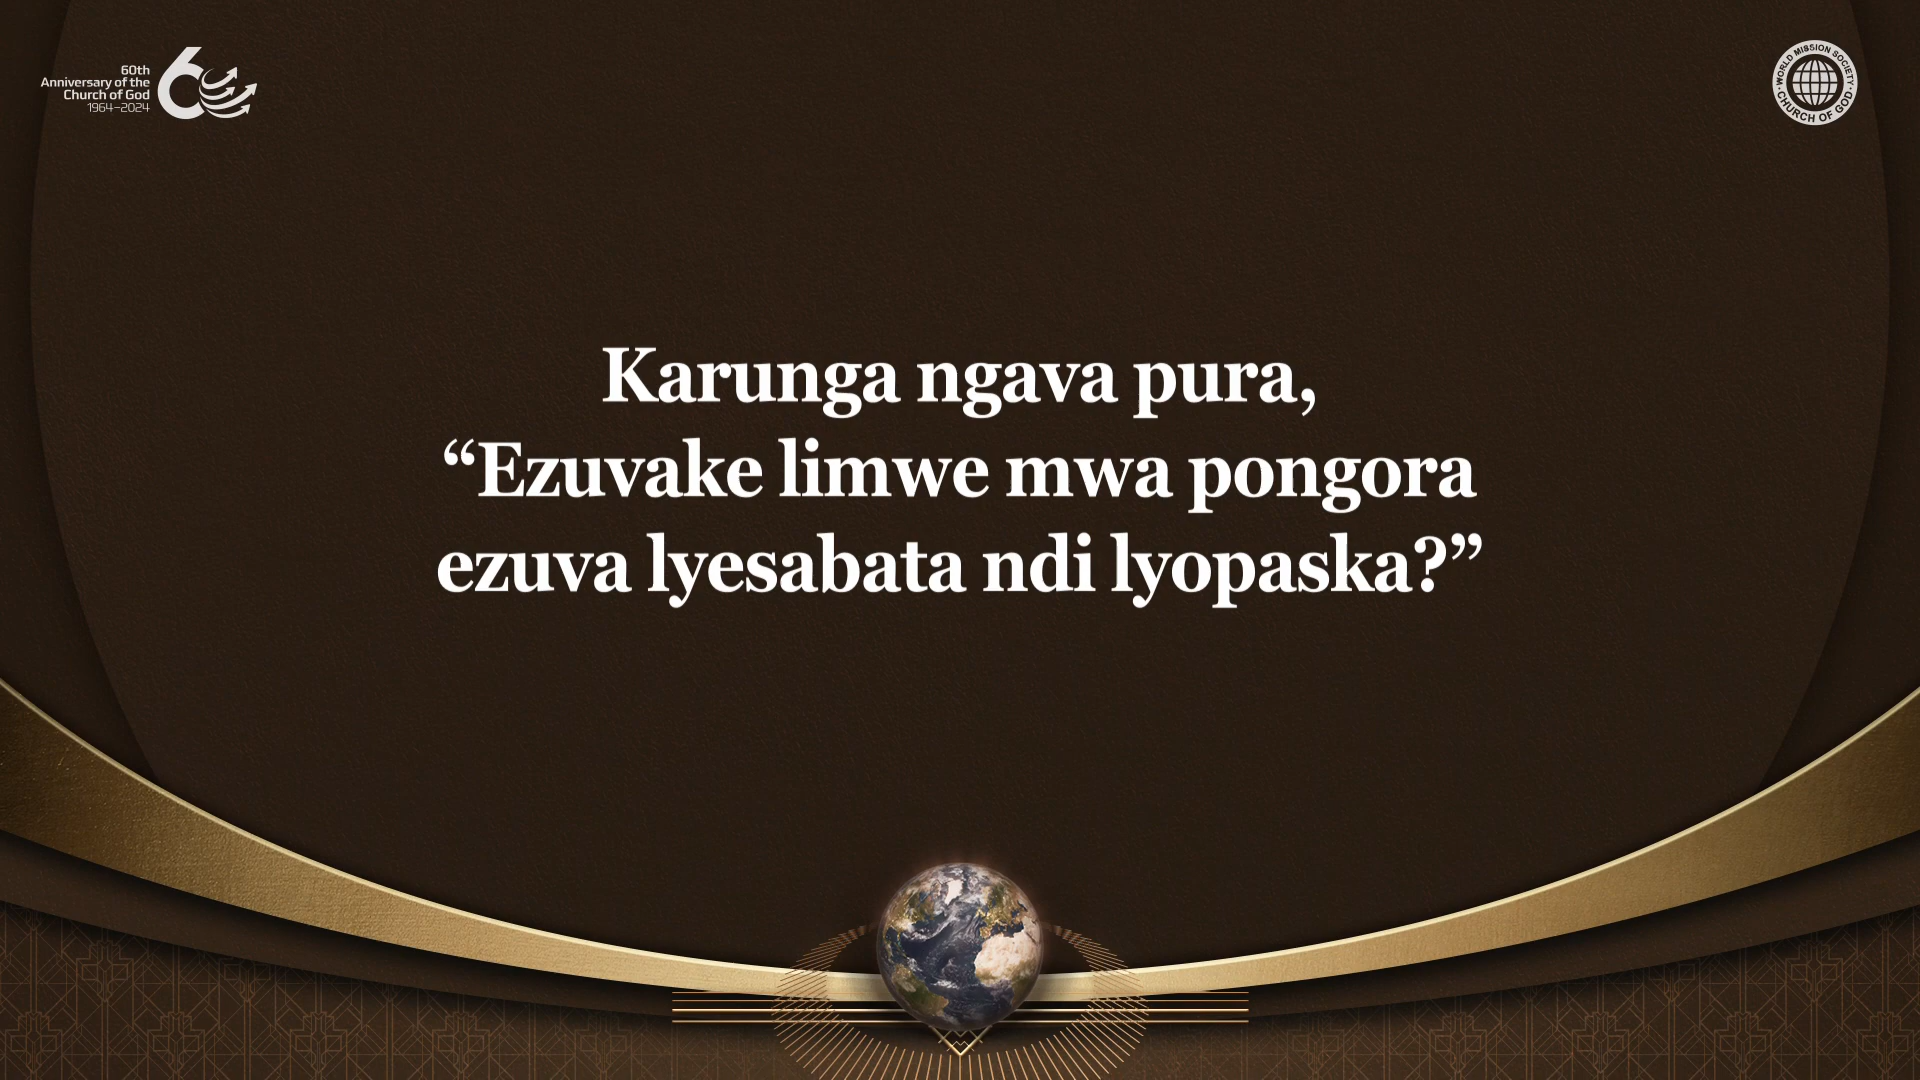 60th
Anniversary of the
Church of God
1964–2024
WORLD MISSION SOCIETY
CHURCH OF GOD
Karunga ngava pura,
“Ezuvake limwe mwa pongora
ezuva lyesabata ndi lyopaska?”